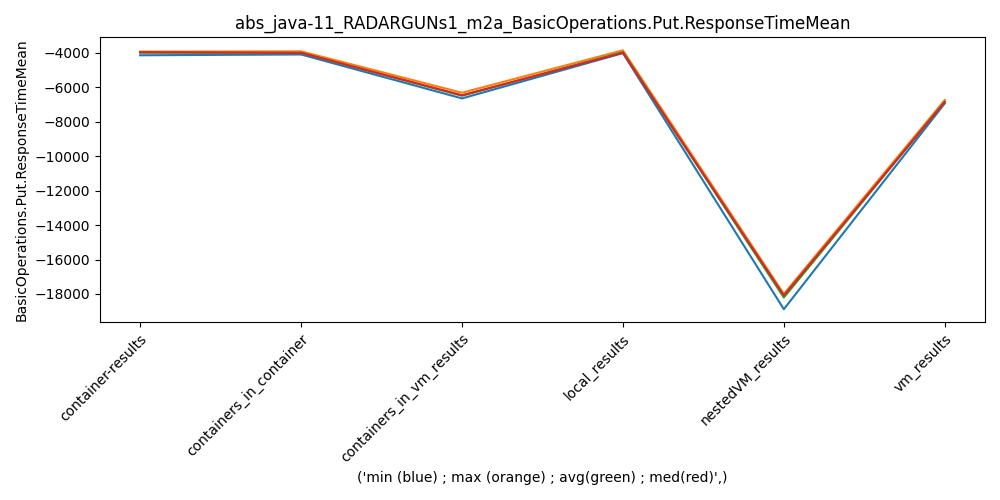 abs_java-11_RADARGUNs1_m2a_BasicOperations.Put.ResponseTimeMean
BasicOperations.Put.ResponseTimeMean
−4000
−6000
−8000
−10000
−12000
−14000
−16000
−18000
container-results
containers_in_container
containers_in_vm_results
local_results
nestedVM_results
vm_results
('min (blue) ; max (orange) ; avg(green) ; med(red)',)